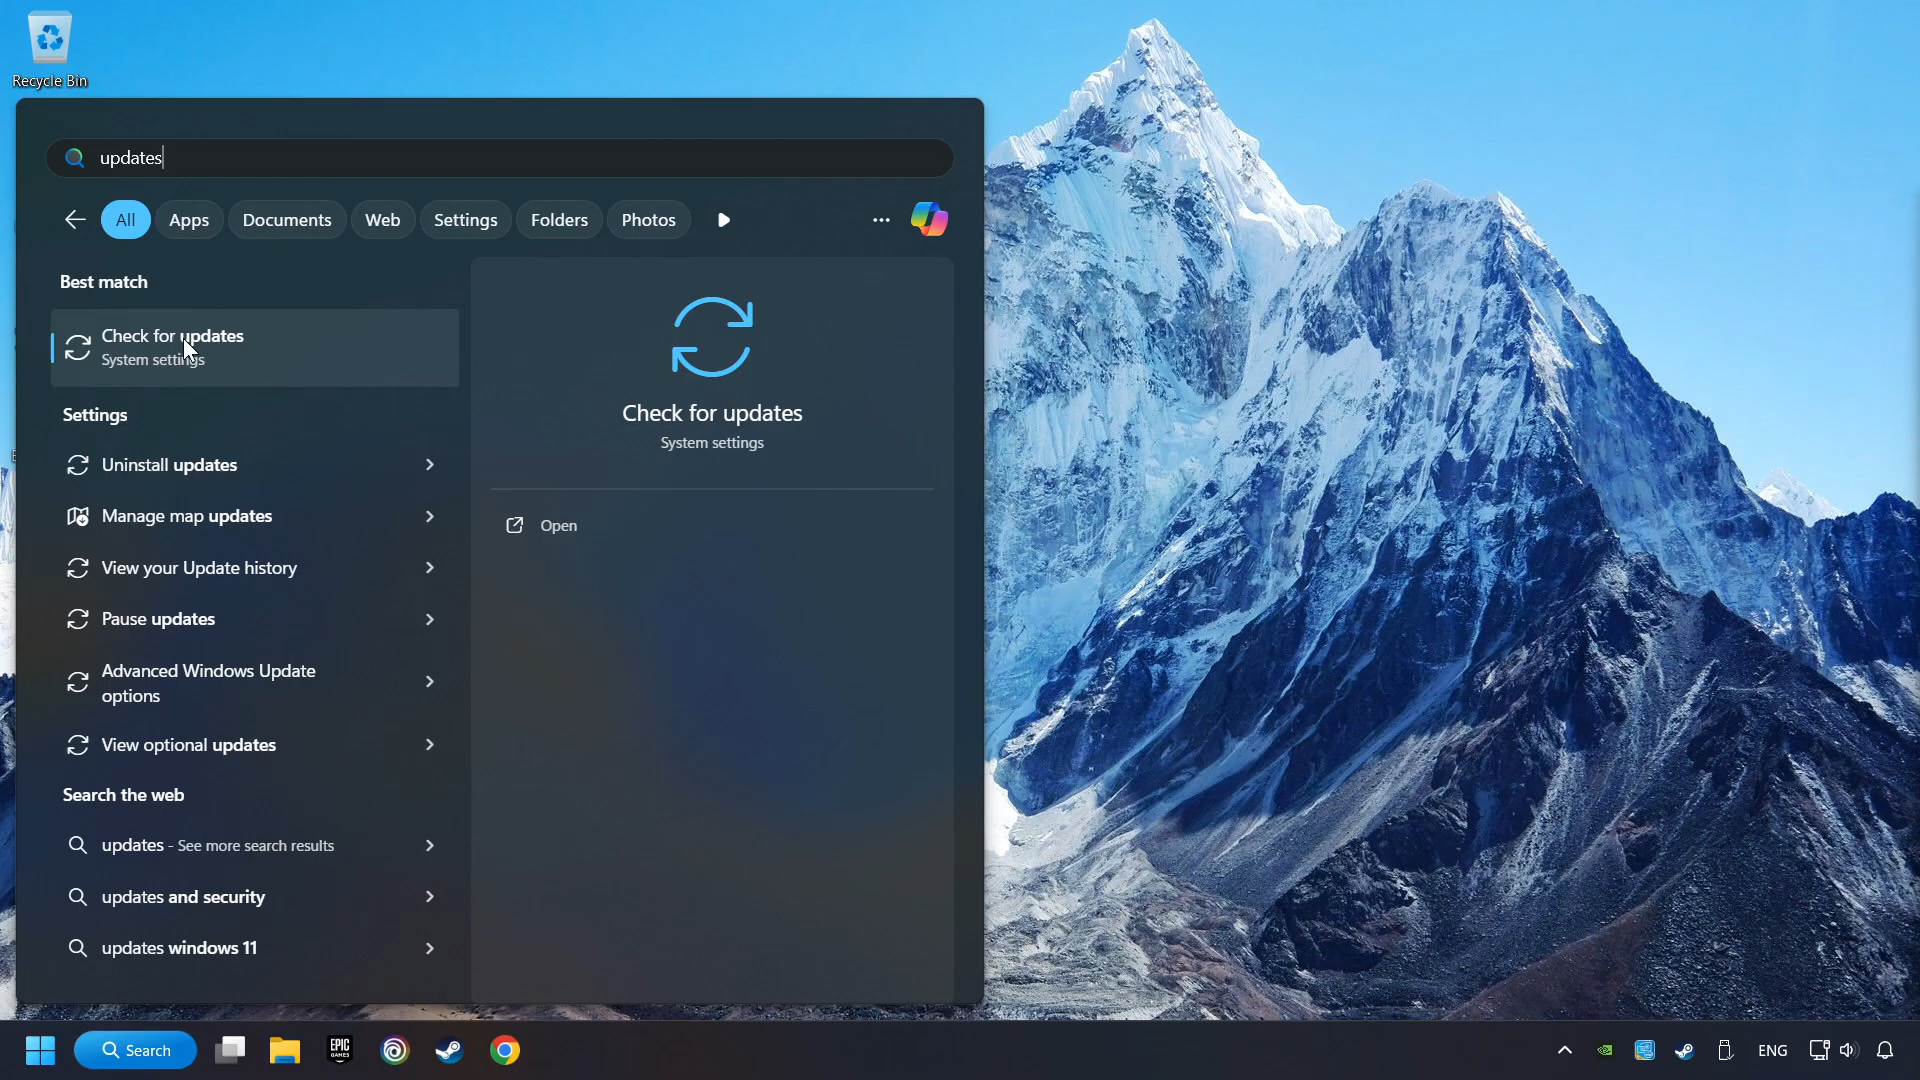 Recycle Bin
updates
All
Apps
Documents
Web
Settings
Folders
Photos
Best match
Check for updates
System settings
Settings
Uninstall updates
Manage map updates
View your Update history
Pause updates
Advanced Windows Update
options
View optional updates
Search the web
updates - See more search results
updates and security
updates windows 11
Check for updates
System settings
Open
Search
EPIC
GAMES
ENG